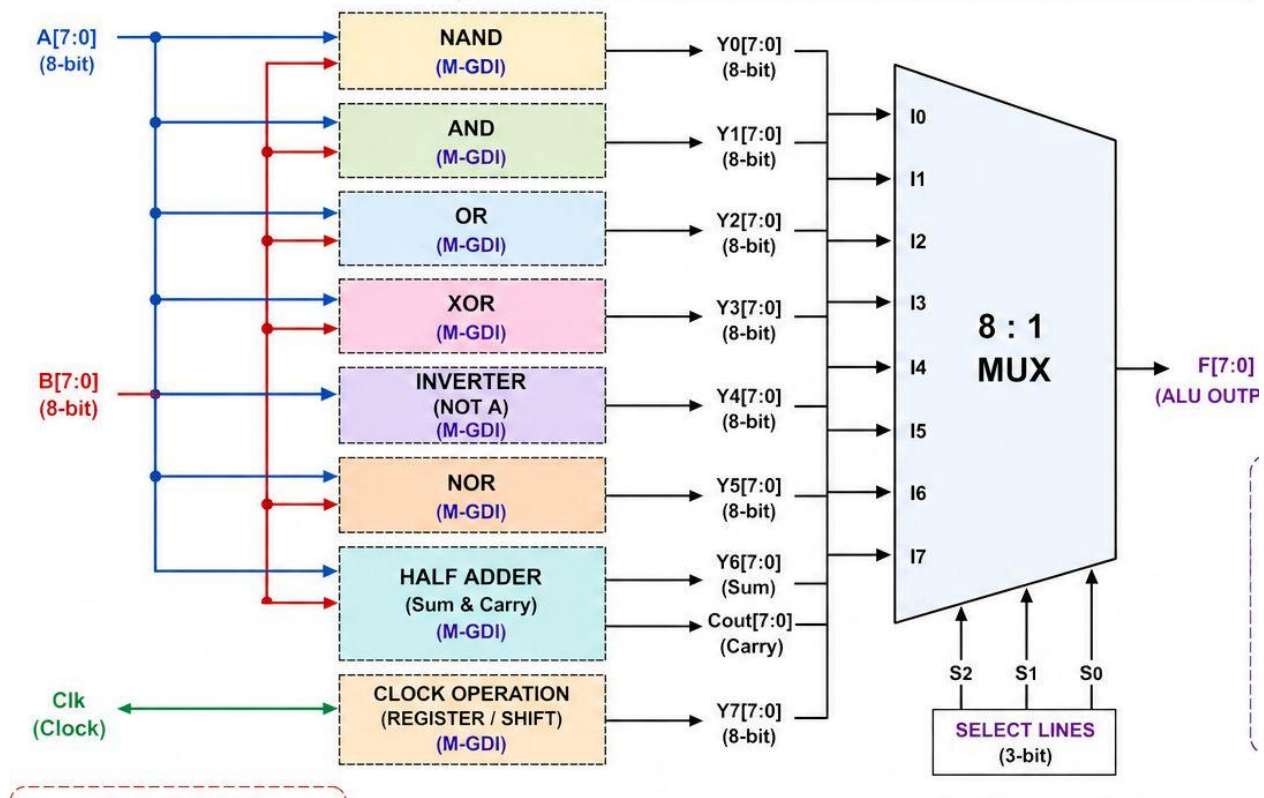 A[7:0]
(8-bit)
B[7:0]
(8-bit)
Clk
(Clock)
NAND
(M-GDI)
AND
(M-GDI)
OR
(M-GDI)
XOR
(M-GDI)
INVERTER
(NOT A)
(M-GDI)
NOR
(M-GDI)
HALF ADDER
(Sum & Carry)
(M-GDI)
CLOCK OPERATION
(REGISTER / SHIFT)
(M-GDI)
Y0[7:0]
(8-bit)
Y1[7:0]
(8-bit)
Y2[7:0]
(8-bit)
Y3[7:0]
(8-bit)
Y4[7:0]
(8-bit)
Y5[7:0]
(8-bit)
Y6[7:0]
(Sum)
Cout[7:0]
(Carry)
Y7[7:0]
(8-bit)
I0
I1
I2
I3
I4
I5
I6
I7
8 : 1
MUX
S2 S1 S0
SELECT LINES
(3-bit)
F[7:0]
(ALU OUTP